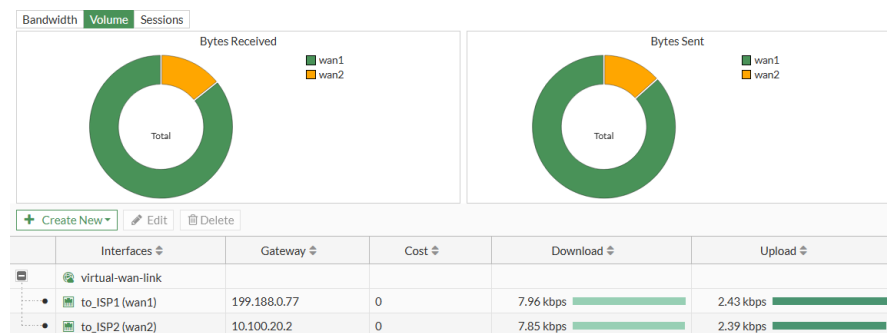 Bandwidth Volume Sessions
Bytes Received
wan1
wan2
Total
Bytes Sent
wan1
wan2
Total
Create New Edit Delete
Interfaces Gateway Cost Download Upload
virtual-wan-link
to_ISP1 (wan1) 199.188.0.77 0 7.96 kbps 2.43 kbps
to_ISP2 (wan2) 10.100.20.2 0 7.85 kbps 2.39 kbps